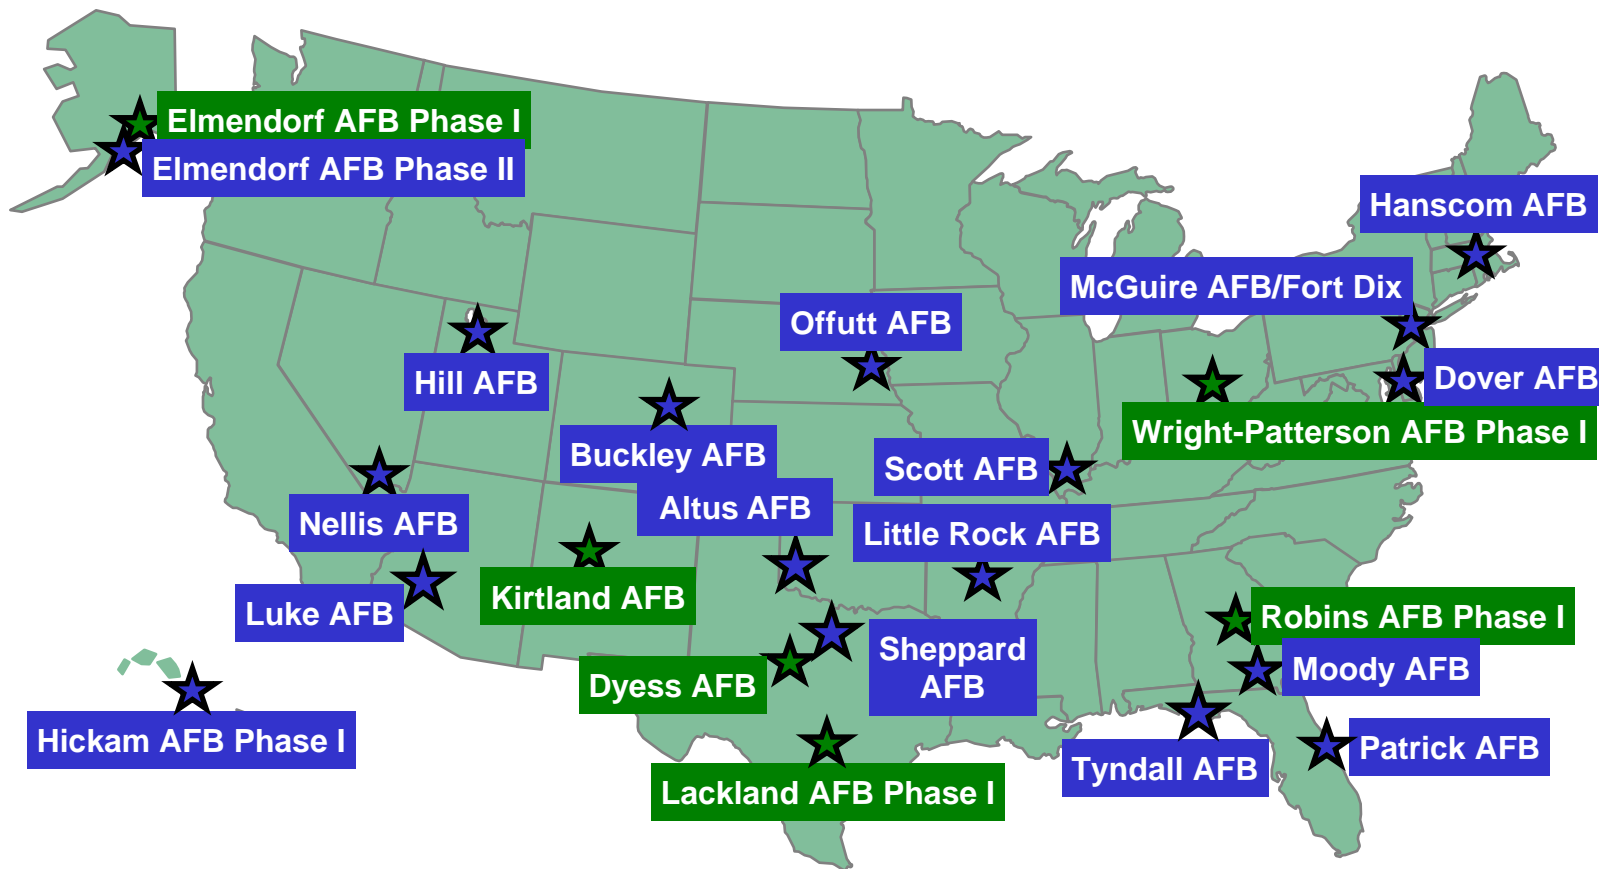 Elmendorf AFB Phase I
Elmendorf AFB Phase II
Hanscom AFB
McGuire AFB/Fort Dix
Offutt AFB
Hill AFB
Dover AFB
Wright-Patterson AFB Phase I
Buckley AFB
Scott AFB
Altus AFB
Nellis AFB
Little Rock AFB
Kirtland AFB
Luke AFB
Robins AFB Phase I
Sheppard
AFB
Moody AFB
Dyess AFB
Hickam AFB Phase I
Patrick AFB
Tyndall AFB
Lackland AFB Phase I